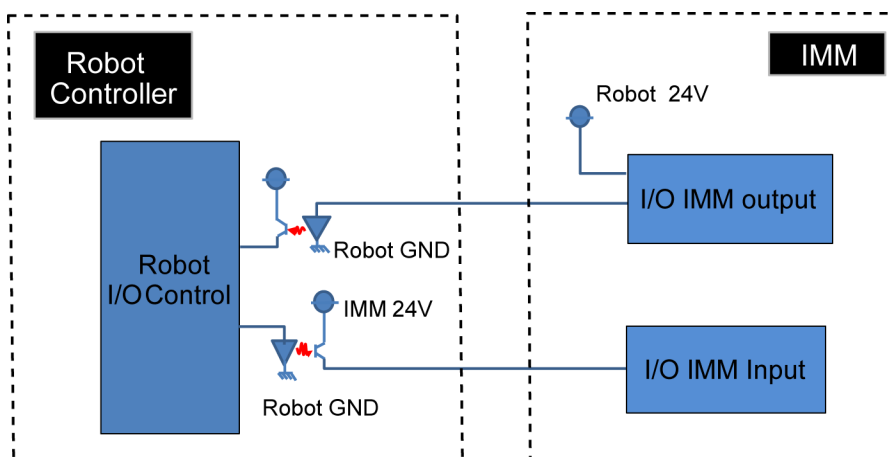 Robot
Controller
IMM
Robot 24V
I/O IMM output
Robot GND
Robot
I/O Control
IMM 24V
I/O IMM Input
Robot GND